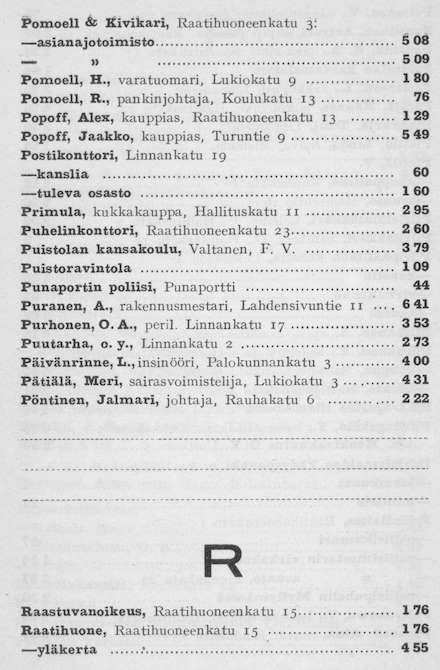 Pomoell & Kivikari, Raatihuoneenkatu 3:
—asianajotoimisto ........ 5 08
— » ........ 5 09
Pomoell, H., varatuomari, Lukiokatu 9 ........ 1 80
Pomoell, R., pankinjohtaja, Koulukatu 13 ........ 76
Popoff, Alex, kauppias, Raatihuoneenkatu 13 ........ 1 29
Popoff, Jaakko, kauppias, Turuntie 9 ........ 5 49
Postikonttori, Linnankatu 19
—kanslia ........ 60
—tuleva osasto ........ 1 60
Primula, kukkakauppa, Hallituskatu 11 ........ 2 95
Puhelinkonttori, Raatihuoneenkatu 23 ........ 2 60
Puistolan kansakoulu, Valtanen, F. V. ........ 3 79
Puistoravintola ........ 1 09
Punaportin poliisi, Punaportti ........ 44
Puranen, A., rakennusmestari, Lahdensivuntie 11 .... 6 41
Purhonen, O. A., peril. Linnankatu 17 ........ 3 53
Puutarha, o. y., Linnankatu 2 ........ 2 73
Päivänrinne, L., insinööri, Palokunnankatu 3 ........ 4 00
Pätiälä, Meri, sairasvoimistelija, Lukiokatu 3 ........ 4 31
Pöntinen, Jalmari, johtaja, Rauhakatu 6 ........ 2 22
R
Raastuvanoikeus, Raatihuoneenkatu 15 ........ 1 76
Raatihuone, Raatihuoneenkatu 15 ........ 1 76
—yläkerta ........ 4 55